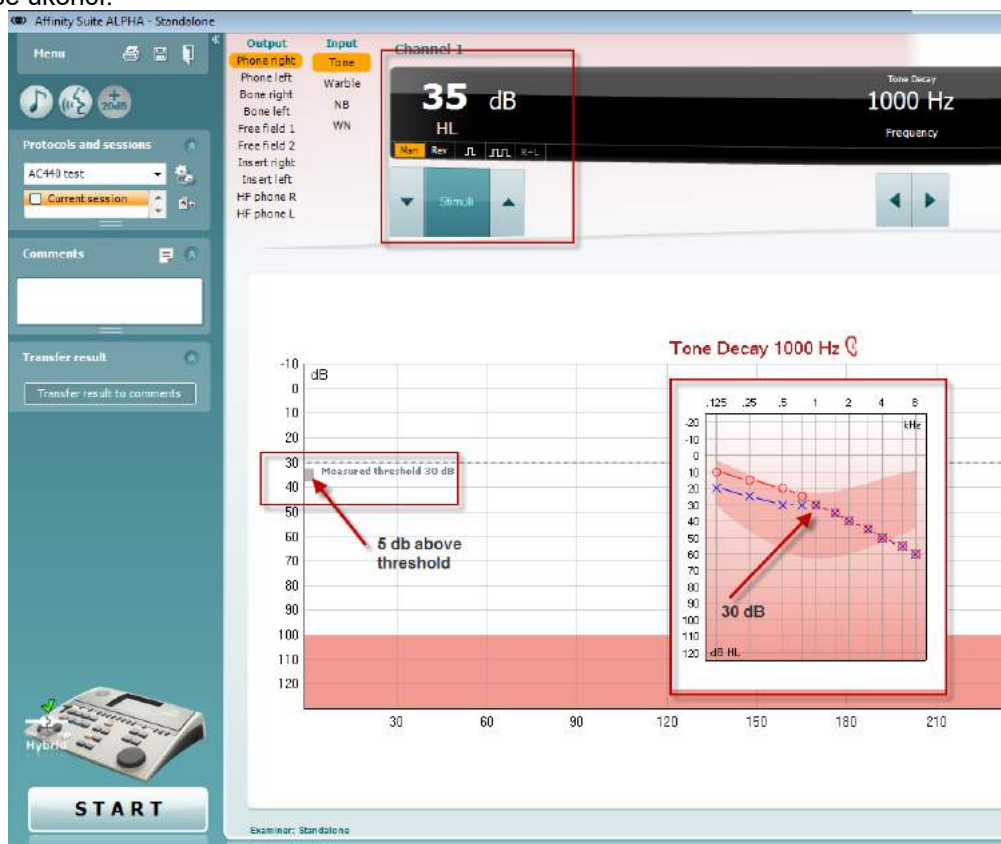 Affinity Suite ALPHA - Standalone
Menu
20dB
Protocols and sessions
AC440 test
Current session
Comments
Transfer result
Transfer result to comments
Hybrid
START
Output
Phone right
Phone left
Bone right
Bone left
Free field 1
Free field 2
Insert right
Insert left
HF phone R
HF phone L
Input
Tone
Warble
NB
WN
Channel 1
35 dB
HL
Man Rev R+L
Stimuli
Tone Decay
1000 Hz
Frequency
Tone Decay 1000 Hz
dB
-10
0
10
20
30
40
50
60
70
80
90
100
110
120
Measured threshold 30 dB
5 db above
threshold
30 60 90 120 150 180 210
.125 .25 .5 1 2 4 8
kHz
-20
-10
0
10
20
30
40
50
60
70
80
90
100
110
120
30 dB
dB HL
Examiner: Standalone